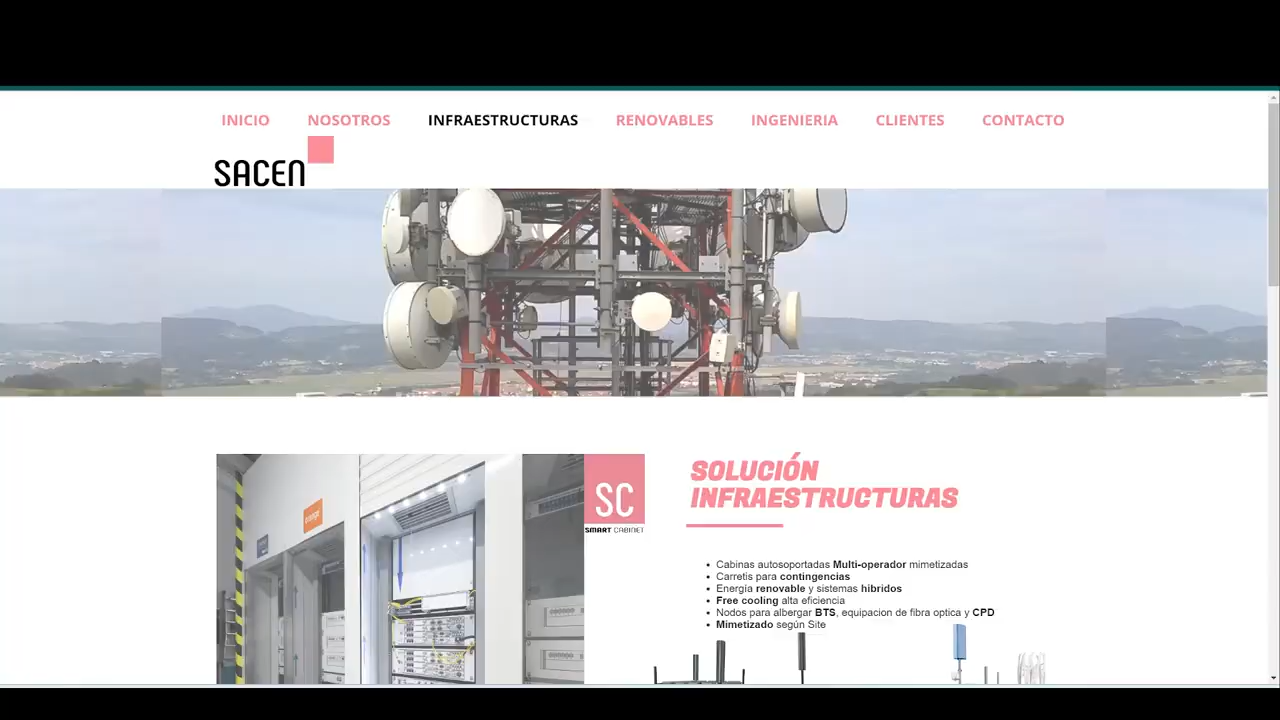 INICIO NOSOTROS INFRAESTRUCTURAS RENOVABLES INGENIERIA CLIENTES CONTACTO
SACEN
orange
SC
SMART CABINET
SOLUCIÓN
INFRAESTRUCTURAS
Cabinas autosoportadas Multi-operador mimetizadas
Carretis para contingencias
Energía renovable y sistemas hibridos
Free cooling alta eficiencia
Nodos para albergar BTS, equipacion de fibra optica y CPD
Mimetizado según Site